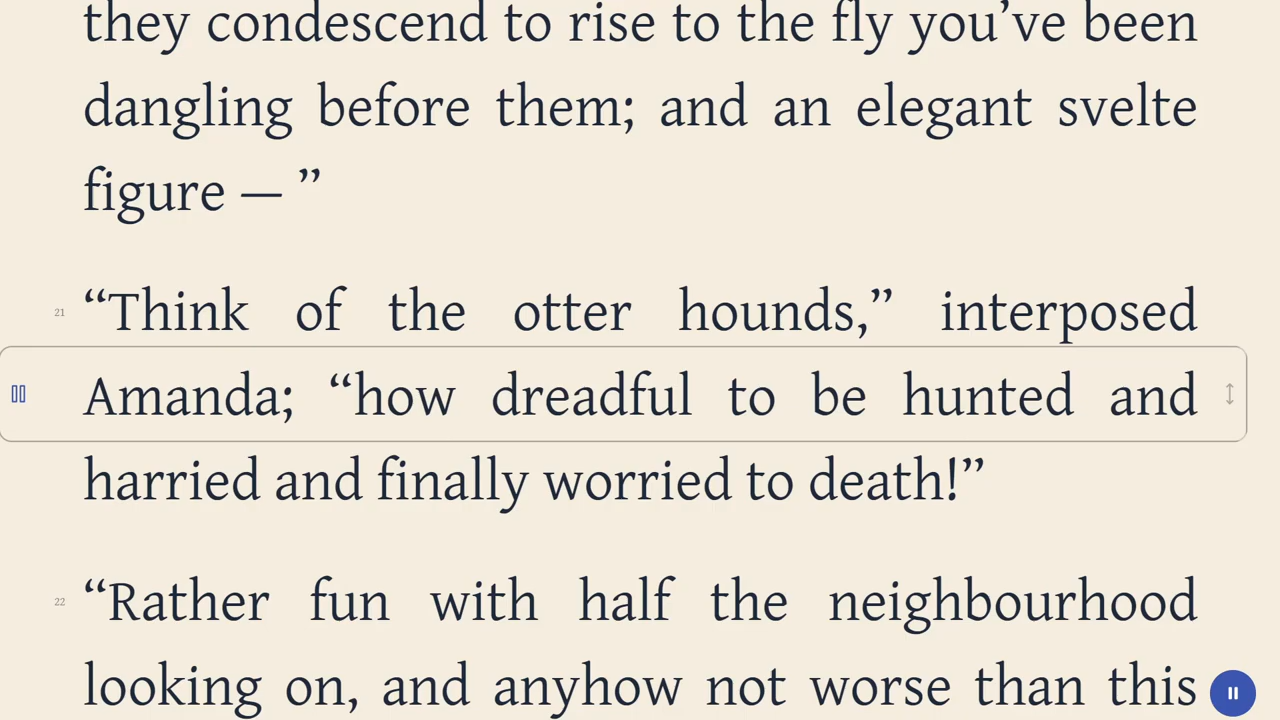 they condescend to rise to the fly you’ve been
dangling before them; and an elegant svelte
figure — ”
21
“Think of the otter hounds,” interposed
Amanda; “how dreadful to be hunted and
harried and finally worried to death!”
22
“Rather fun with half the neighbourhood
looking on, and anyhow not worse than this